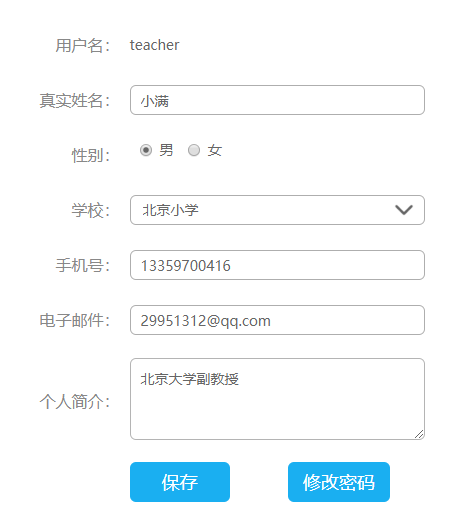 用户名： teacher
真实姓名： 小满
性别： 男 女
学校： 北京小学
手机号： 13359700416
电子邮件： 29951312@qq.com
个人简介： 北京大学副教授
保存 修改密码